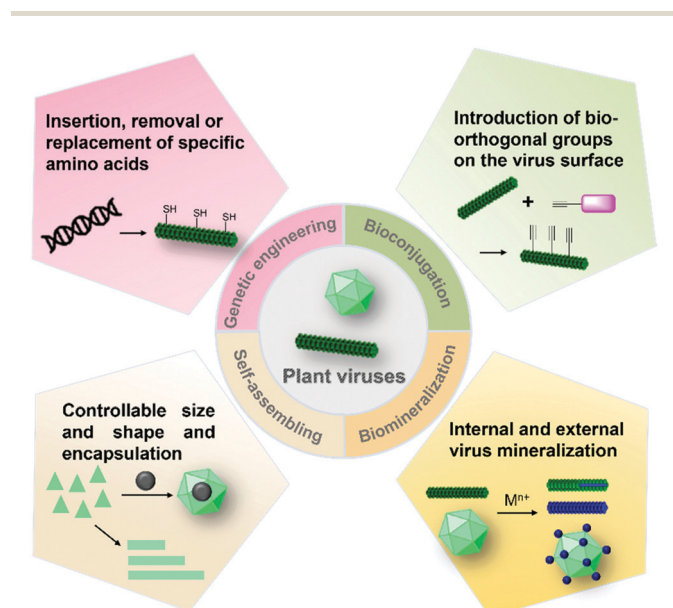 Insertion, removal or
replacement of specific
amino acids
SH
SH
SH
Introduction of bio-
orthogonal groups
on the virus surface
+
Genetic engineering
Bioconjugation
Plant viruses
Self-assembling
Biomineralization
Controllable size
and shape and
encapsulation
Internal and external
virus mineralization
Mn+